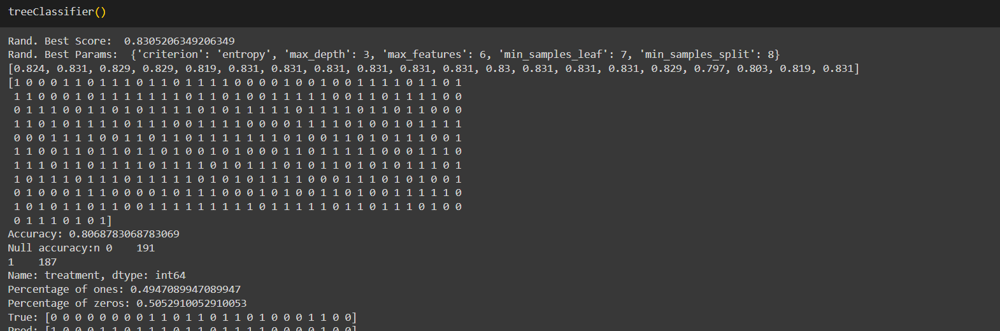 treeClassifier()
Rand. Best Score:  0.8305206349206349
Rand. Best Params:  {'criterion': 'entropy', 'max_depth': 3, 'max_features': 6, 'min_samples_leaf': 7, 'min_samples_split': 8}
[0.824, 0.831, 0.829, 0.829, 0.819, 0.831, 0.831, 0.831, 0.831, 0.831, 0.831, 0.83, 0.831, 0.831, 0.831, 0.829, 0.797, 0.803, 0.819, 0.831]
[1 0 0 0 1 1 0 1 1 1 0 1 1 0 1 1 1 1 0 0 0 0 1 0 0 1 0 0 1 1 1 1 0 1 1 0 1
 1 1 0 0 0 1 0 1 1 1 1 1 1 1 0 1 1 0 1 0 0 1 1 1 1 1 0 0 1 1 0 1 1 1 0 0
 0 1 1 1 0 0 1 1 0 1 0 1 1 1 1 0 1 0 1 1 1 1 1 0 1 1 1 1 0 1 1 0 1 1 0 0 0
 1 1 0 1 0 1 1 1 1 0 1 1 1 0 0 1 1 1 1 0 0 0 0 1 1 1 1 0 1 0 0 1 0 1 1 1 1
 0 0 0 1 1 1 1 0 0 1 1 0 1 1 0 1 1 1 1 1 1 1 0 1 0 0 1 1 0 1 0 1 1 1 0 0 1
 1 1 0 0 1 1 0 1 1 0 1 1 0 1 0 0 1 0 1 0 0 0 1 1 0 1 1 1 1 1 0 0 0 1 1 1 0
 1 1 1 0 1 1 0 1 1 1 1 0 1 1 1 1 0 1 0 1 1 1 0 1 0 1 1 0 1 0 1 0 1 1 1 0 1
 1 0 1 1 1 0 1 1 1 0 1 1 1 1 1 0 1 0 1 0 1 1 1 1 0 0 0 1 1 1 0 1 0 1 0 0 1
 0 1 0 0 0 1 1 1 0 0 0 0 1 0 1 1 1 0 0 0 1 0 1 0 0 1 1 0 1 0 0 1 1 1 1 1 0
 1 0 1 0 1 1 0 1 1 0 0 1 1 1 1 1 1 1 1 1 0 1 1 1 1 1 0 1 1 0 1 1 1 0 1 0 0
 0 1 1 1 0 1 0 1]
Accuracy: 0.8068783068783069
Null accuracy:n 0    191
1    187
Name: treatment, dtype: int64
Percentage of ones: 0.4947089947089947
Percentage of zeros: 0.5052910052910053
True: [0 0 0 0 0 0 0 0 1 1 0 1 1 0 1 1 0 1 0 0 0 1 1 0 0]
Pred: [1 0 0 0 1 1 0 1 1 1 0 1 1 0 1 1 1 1 0 0 0 0 1 0 0]